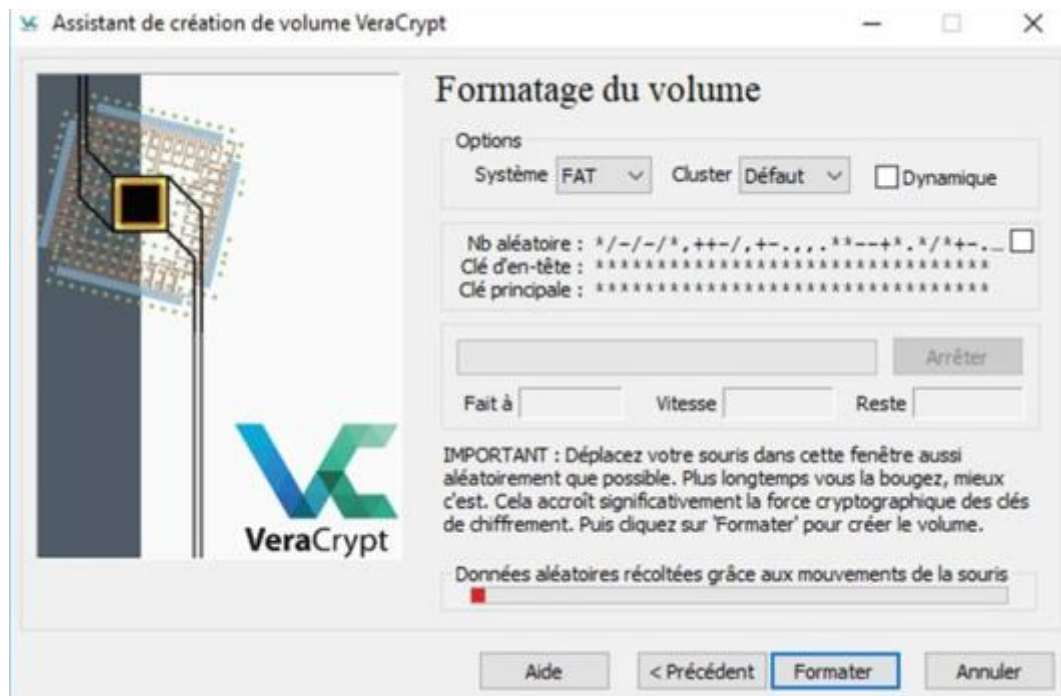 Assistant de création de volume VeraCrypt
Formatage du volume
Options
Système FAT Cluster Défaut Dynamique
Nb aléatoire : */-/-/*,++-/,+-.,,.**--+*.*/*+-._
Clé d'en-tête : ********************************
Clé principale : ********************************
Arrêter
Fait à Vitesse Reste
IMPORTANT : Déplacez votre souris dans cette fenêtre aussi
aléatoirement que possible. Plus longtemps vous la bougez, mieux
c'est. Cela accroît significativement la force cryptographique des clés
de chiffrement. Puis cliquez sur 'Formater' pour créer le volume.
VeraCrypt
Données aléatoires récoltées grâce aux mouvements de la souris
Aide < Précédent Formater Annuler